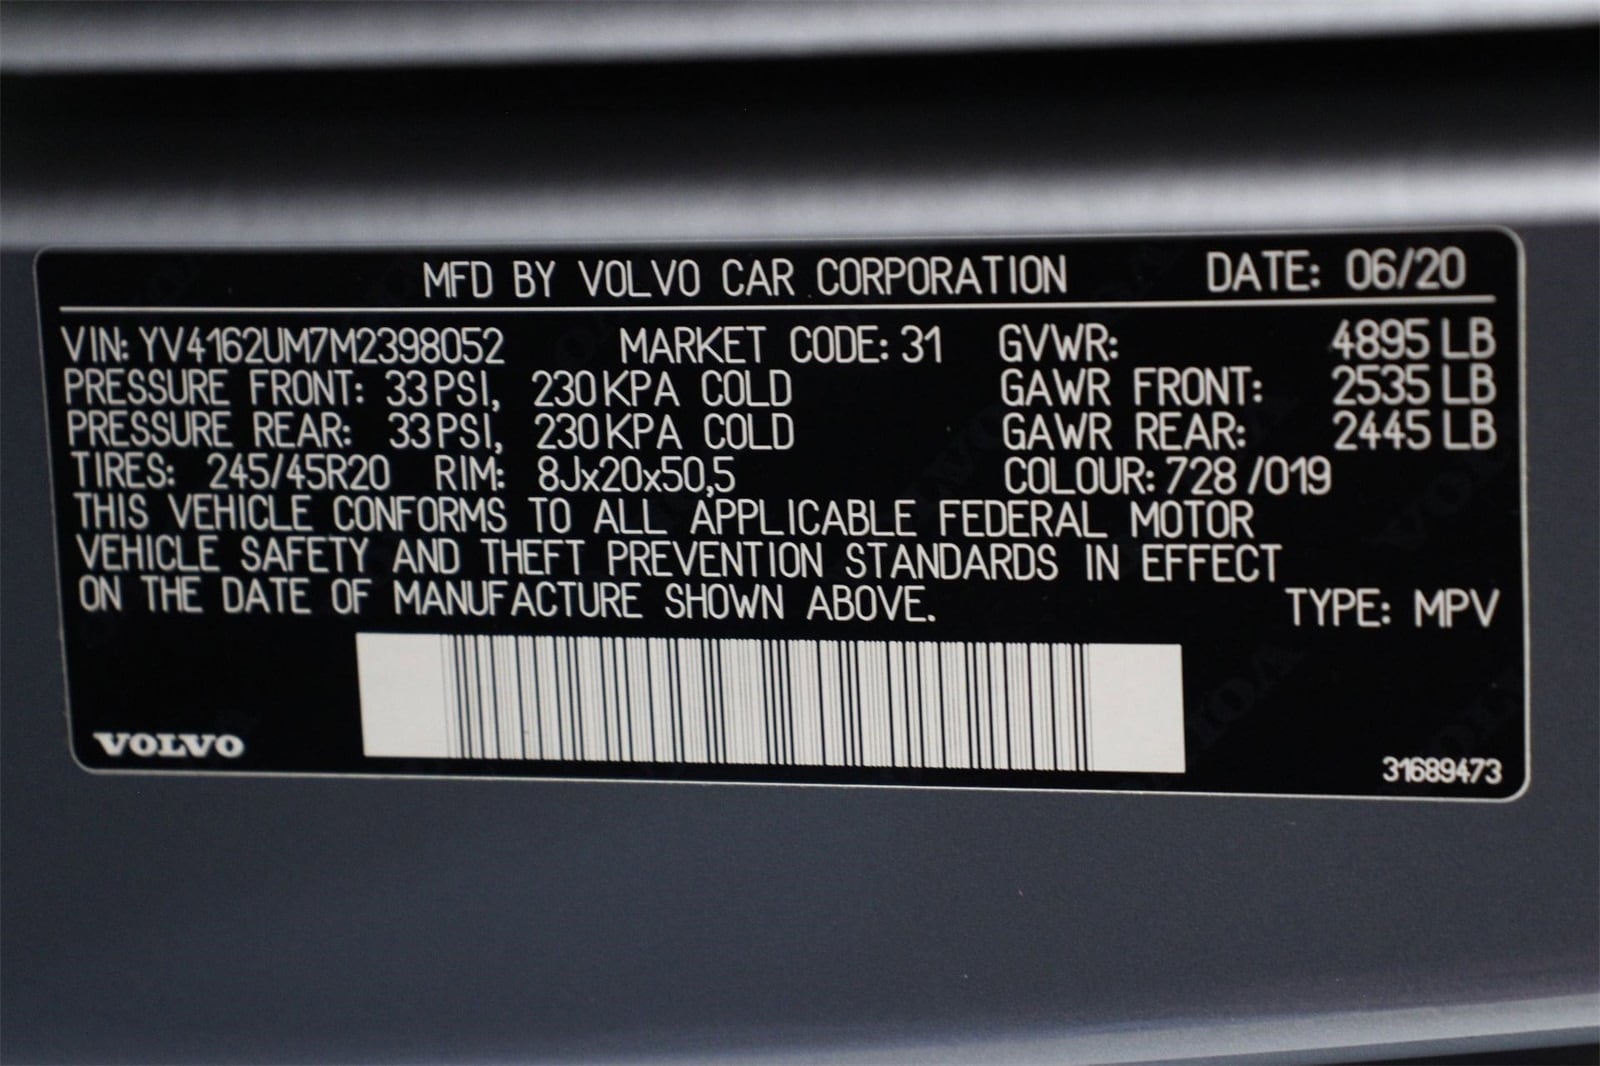 MFD BY VOLVO CAR CORPORATION DATE: 06/20
VIN: YV4162UM7M2398052 MARKET CODE: 31 GVWR: 4895 LB
PRESSURE FRONT: 33 PSI, 230 KPA COLD GAWR FRONT: 2535 LB
PRESSURE REAR: 33 PSI, 230 KPA COLD GAWR REAR: 2445 LB
TIRES: 245/45R20 RIM: 8Jx20x50,5 COLOUR: 728 /019
THIS VEHICLE CONFORMS TO ALL APPLICABLE FEDERAL MOTOR
VEHICLE SAFETY AND THEFT PREVENTION STANDARDS IN EFFECT
ON THE DATE OF MANUFACTURE SHOWN ABOVE. TYPE: MPV
VOLVO 31689473